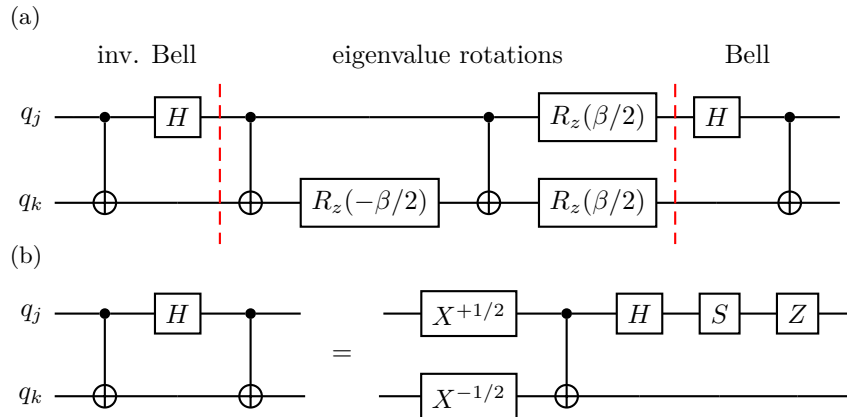 (a)
inv. Bell eigenvalue rotations Bell
q_j H R_z(β/2) H
q_k R_z(−β/2) R_z(β/2)
(b)
q_j H X^{+1/2} H S Z
=
q_k X^{−1/2}